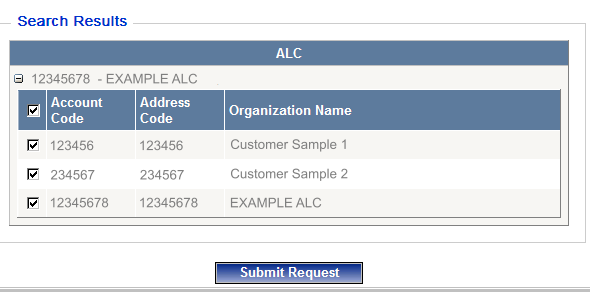 Search Results
ALC
12345678 - EXAMPLE ALC
Account Code Address Code Organization Name
123456 123456 Customer Sample 1
234567 234567 Customer Sample 2
12345678 12345678 EXAMPLE ALC
Submit Request